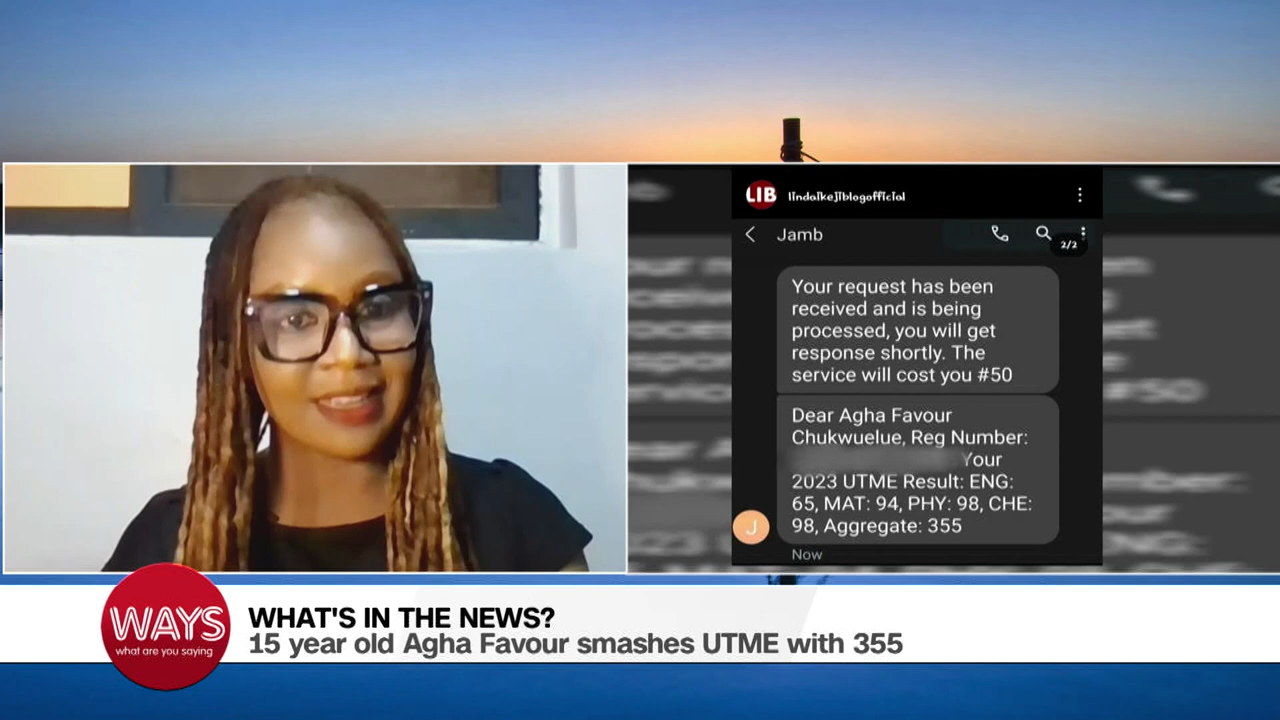 LIB lindaikejiblogofficial
Jamb
2/2
Your request has been
received and is being
processed, you will get
response shortly. The
service will cost you #50
Dear Agha Favour
Chukwuelue, Reg Number:
Your
2023 UTME Result: ENG:
65, MAT: 94, PHY: 98, CHE:
98, Aggregate: 355
J
Now
#50
WAYS
what are you saying
WHAT'S IN THE NEWS?
15 year old Agha Favour smashes UTME with 355